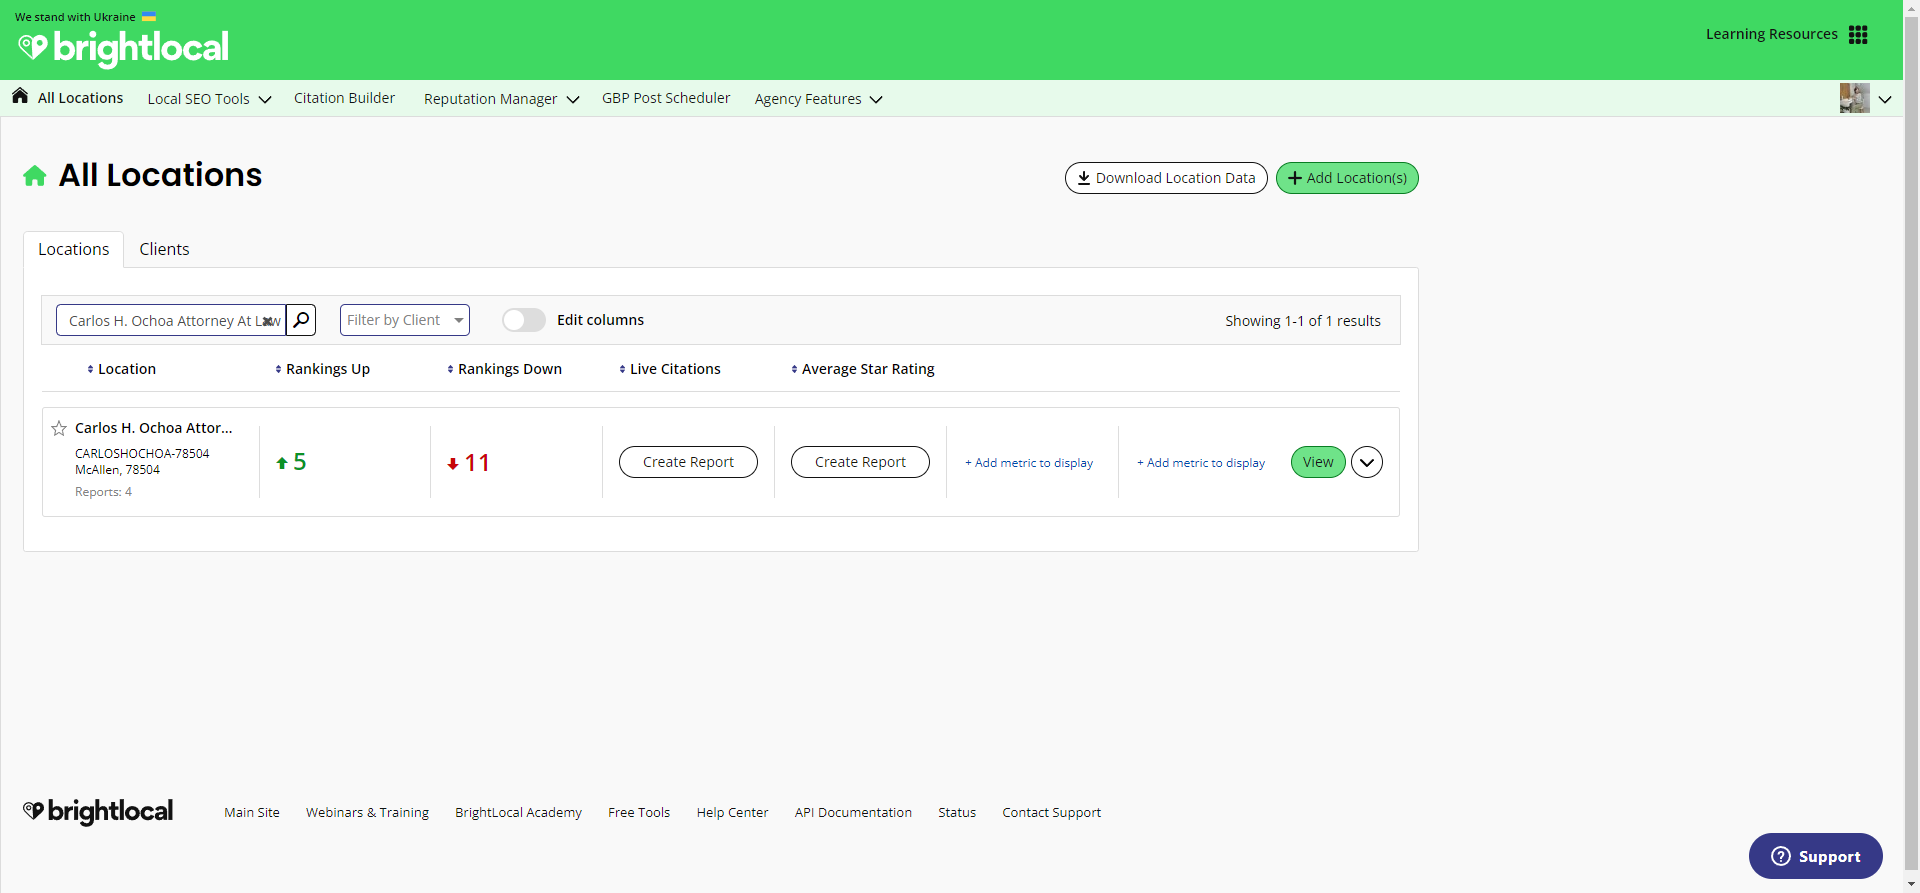 We stand with Ukraine
brightlocal
Learning Resources
All Locations
Local SEO Tools
Citation Builder
Reputation Manager
GBP Post Scheduler
Agency Features
All Locations
Download Location Data
+ Add Location(s)
Locations
Clients
Carlos H. Ochoa Attorney At Law
Filter by Client
Edit columns
Showing 1-1 of 1 results
Location
Rankings Up
Rankings Down
Live Citations
Average Star Rating
Carlos H. Ochoa Attor...
CARLOSHOCHOA-78504
McAllen, 78504
Reports: 4
5
11
Create Report
Create Report
+ Add metric to display
+ Add metric to display
View
brightlocal
Main Site
Webinars & Training
BrightLocal Academy
Free Tools
Help Center
API Documentation
Status
Contact Support
? Support